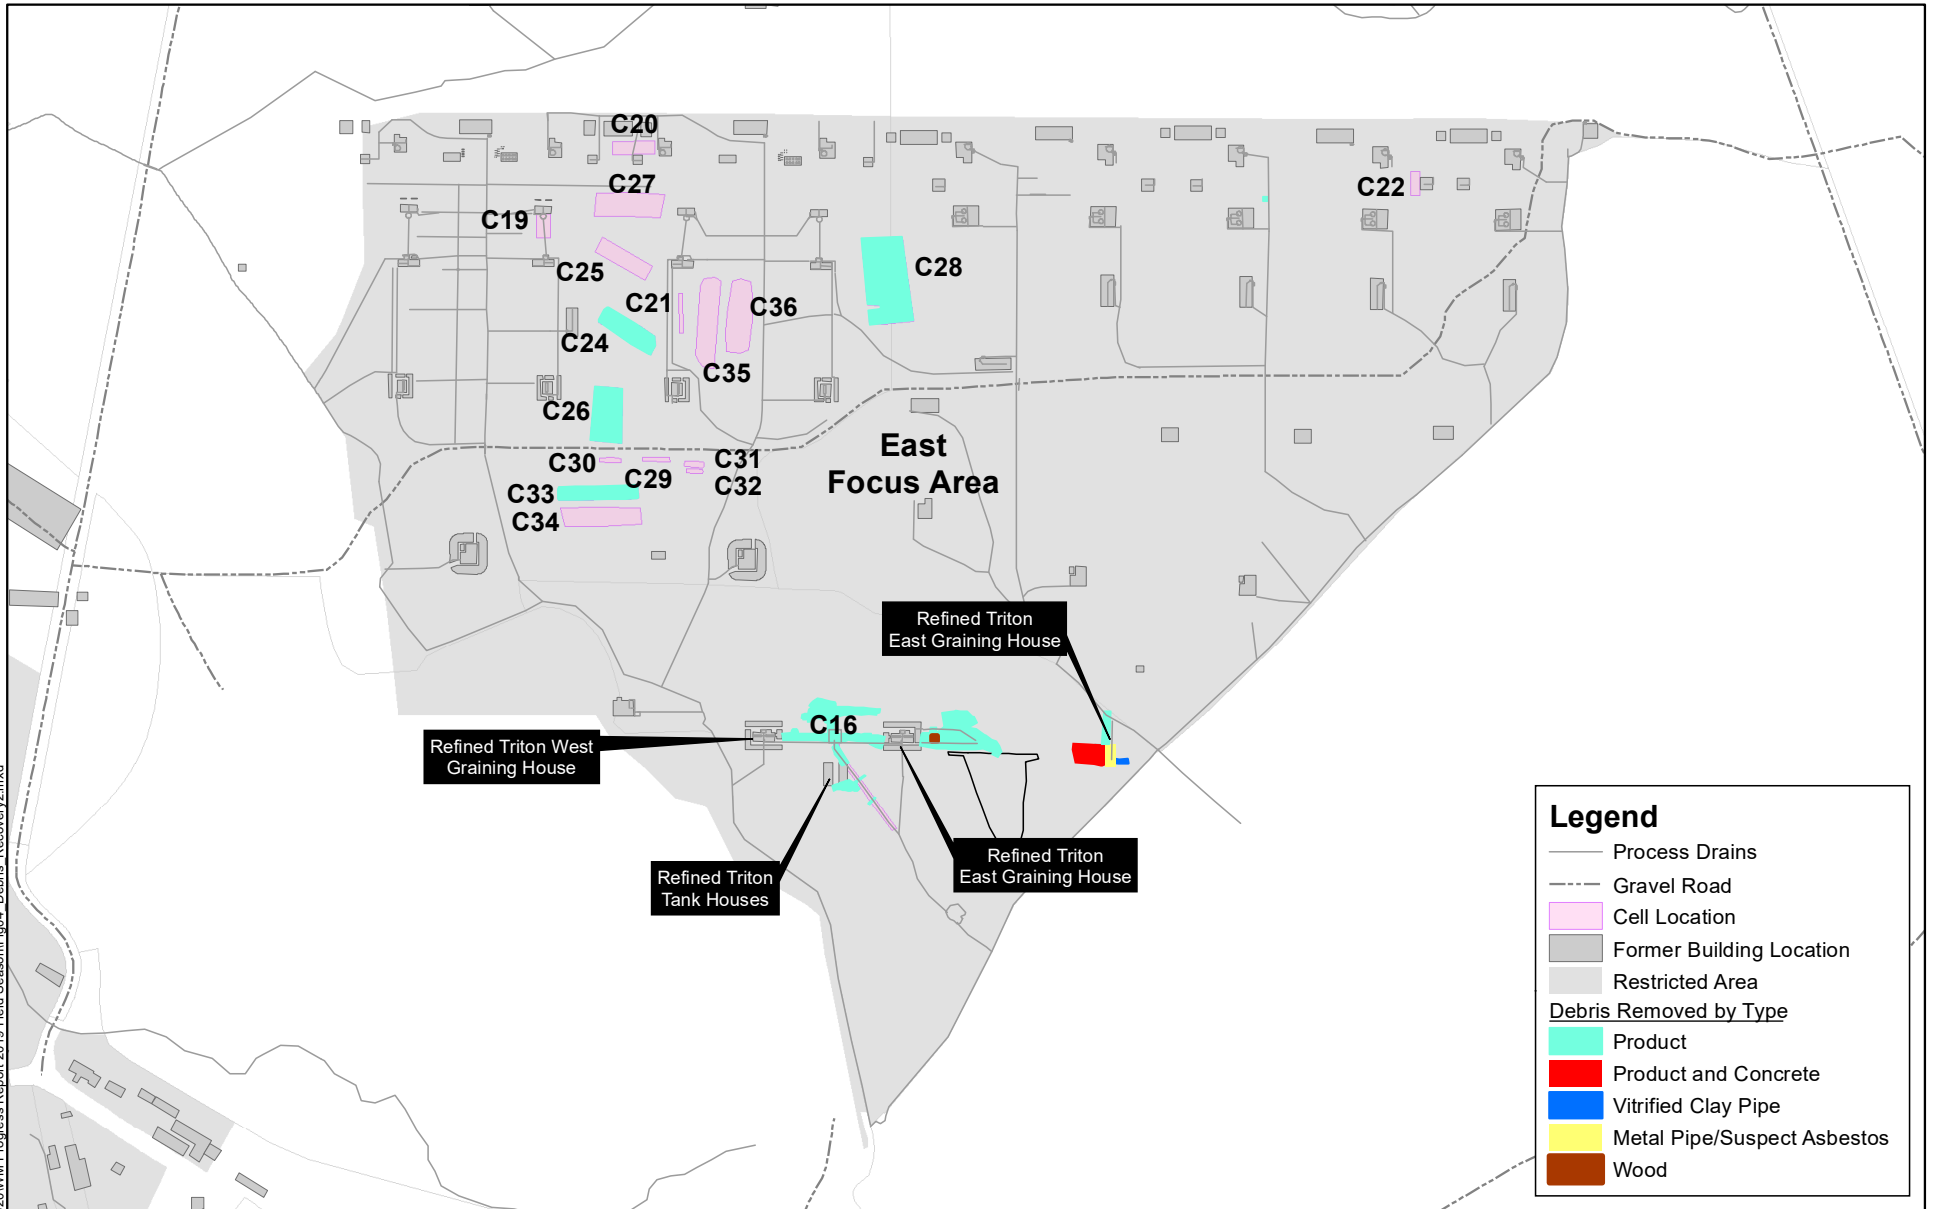 C20
C27
C22
C19
C28
C25
C21
C36
C24
C35
C26
East
Focus Area
C30
C31
C29
C32
C33
C34
Refined Triton
East Graining House
C16
Refined Triton West
Graining House
Refined Triton
East Graining House
Refined Triton
Tank Houses
Legend
Process Drains
Gravel Road
Cell Location
Former Building Location
Restricted Area
Debris Removed by Type
Product
Product and Concrete
Vitrified Clay Pipe
Metal Pipe/Suspect Asbestos
Wood